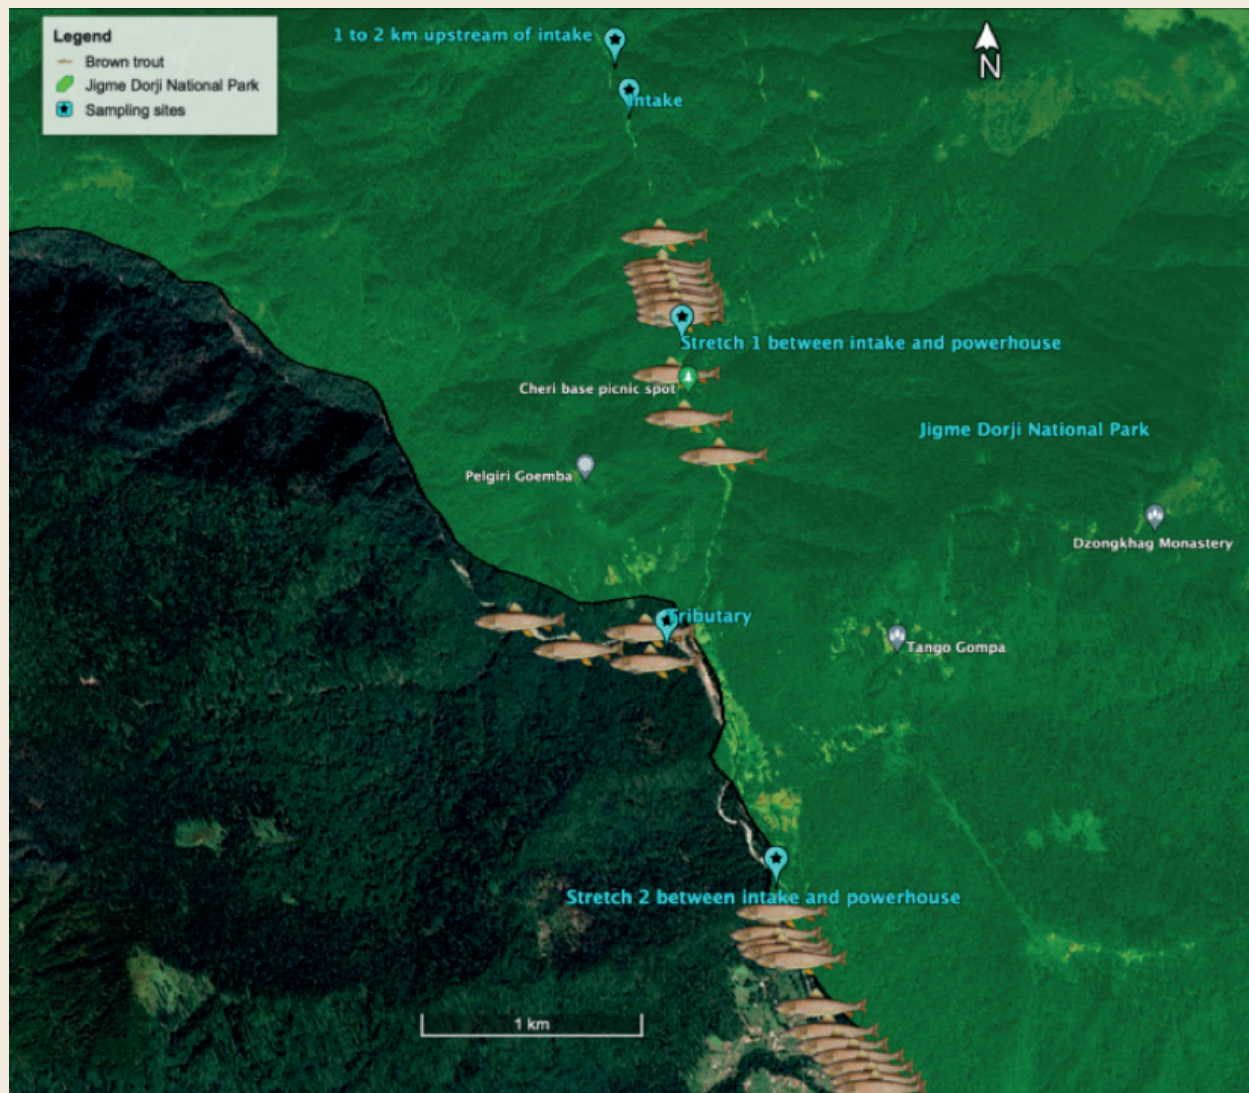 Legend
Brown trout
Jigme Dorji National Park
Sampling sites
1 to 2 km upstream of intake
N
Intake
Stretch 1 between intake and powerhouse
Cheri base picnic spot
Jigme Dorji National Park
Pelgiri Goemba
Dzongkhag Monastery
Tributary
Tango Gompa
Stretch 2 between intake and powerhouse
1 km